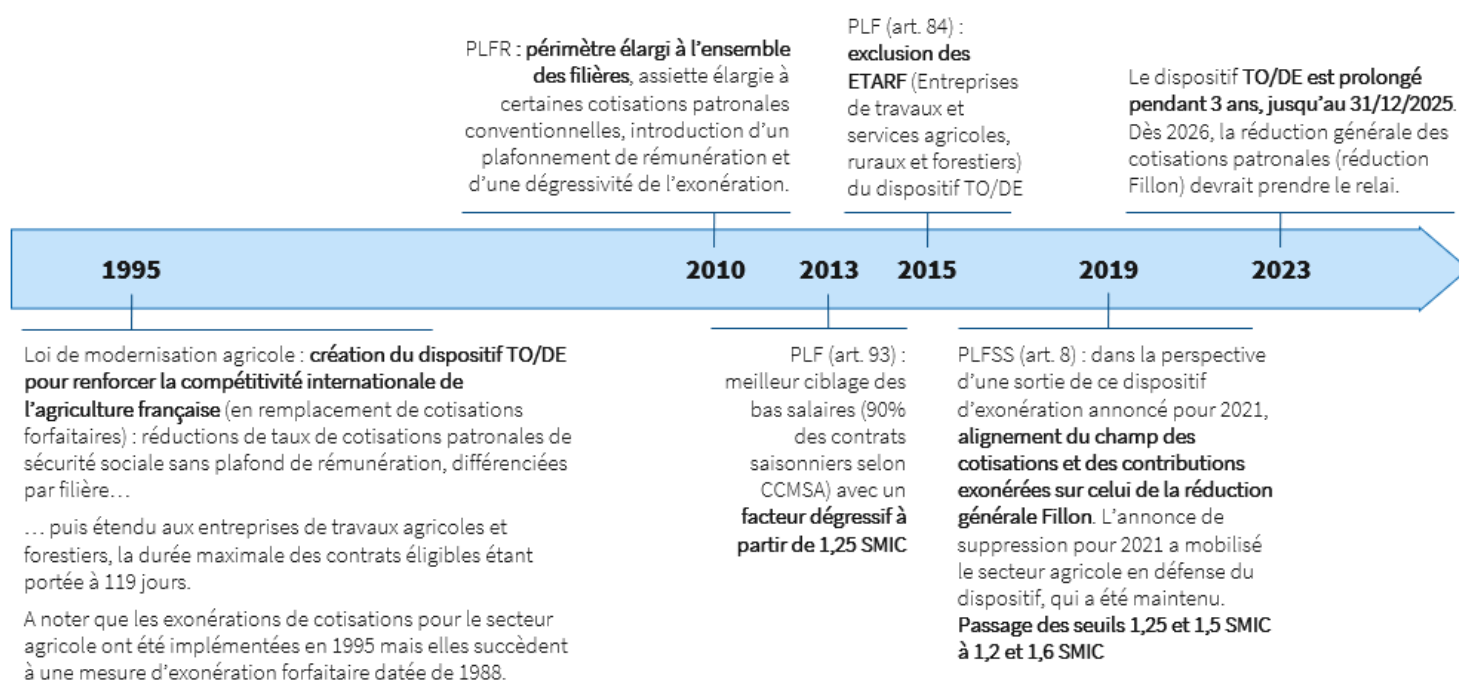 PLFR : périmètre élargi à l'ensemble
des filières, assiette élargie à
certaines cotisations patronales
conventionnelles, introduction d'un
plafonnement de rémunération et
d'une dégressivité de l'exonération.
PLF (art. 84) :
exclusion des
ETARF (Entreprises
de travaux et
services agricoles,
ruraux et forestiers)
du dispositif TO/DE
Le dispositif TO/DE est prolongé
pendant 3 ans, jusqu'au 31/12/2025.
Dès 2026, la réduction générale des
cotisations patronales (réduction
Fillon) devrait prendre le relai.
1995 2010 2013 2015 2019 2023
Loi de modernisation agricole : création du dispositif TO/DE
pour renforcer la compétitivité internationale de
l'agriculture française (en remplacement de cotisations
forfaitaires) : réductions de taux de cotisations patronales de
sécurité sociale sans plafond de rémunération, différenciées
par filière…
… puis étendu aux entreprises de travaux agricoles et
forestiers, la durée maximale des contrats éligibles étant
portée à 119 jours.
A noter que les exonérations de cotisations pour le secteur
agricole ont été implémentées en 1995 mais elles succèdent
à une mesure d'exonération forfaitaire datée de 1988.
PLF (art. 93) :
meilleur ciblage des
bas salaires (90%
des contrats
saisonniers selon
CCMSA) avec un
facteur dégressif à
partir de 1,25 SMIC
PLFSS (art. 8) : dans la perspective
d'une sortie de ce dispositif
d'exonération annoncé pour 2021,
alignement du champ des
cotisations et des contributions
exonérées sur celui de la réduction
générale Fillon. L'annonce de
suppression pour 2021 a mobilisé
le secteur agricole en défense du
dispositif, qui a été maintenu.
Passage des seuils 1,25 et 1,5 SMIC
à 1,2 et 1,6 SMIC